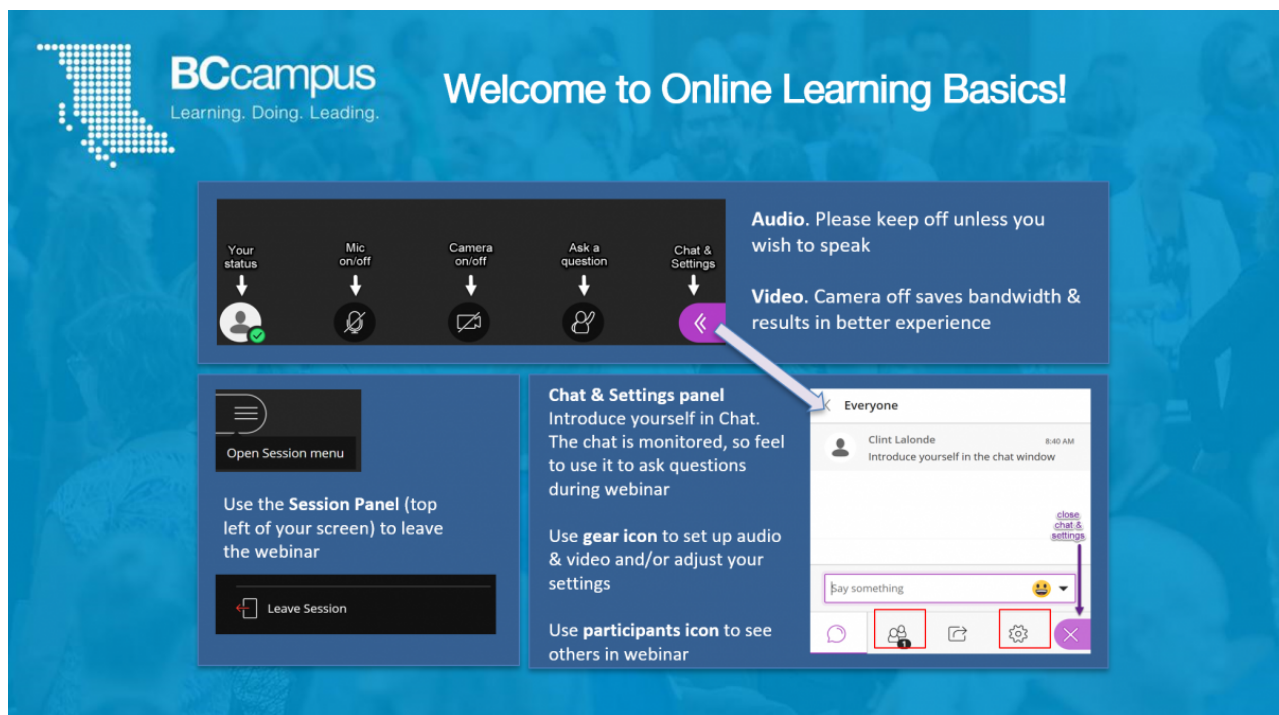 BCcampus
Learning. Doing. Leading.
Welcome to Online Learning Basics!
Your
status
Mic
on/off
Camera
on/off
Ask a
question
Chat &
Settings
Audio. Please keep off unless you
wish to speak
Video. Camera off saves bandwidth &
results in better experience
Open Session menu
Use the Session Panel (top
left of your screen) to leave
the webinar
Leave Session
Chat & Settings panel
Introduce yourself in Chat.
The chat is monitored, so feel
to use it to ask questions
during webinar
Use gear icon to set up audio
& video and/or adjust your
settings
Use participants icon to see
others in webinar
Everyone
Clint Lalonde 8:40 AM
Introduce yourself in the chat window
close
chat &
settings
Say something
1